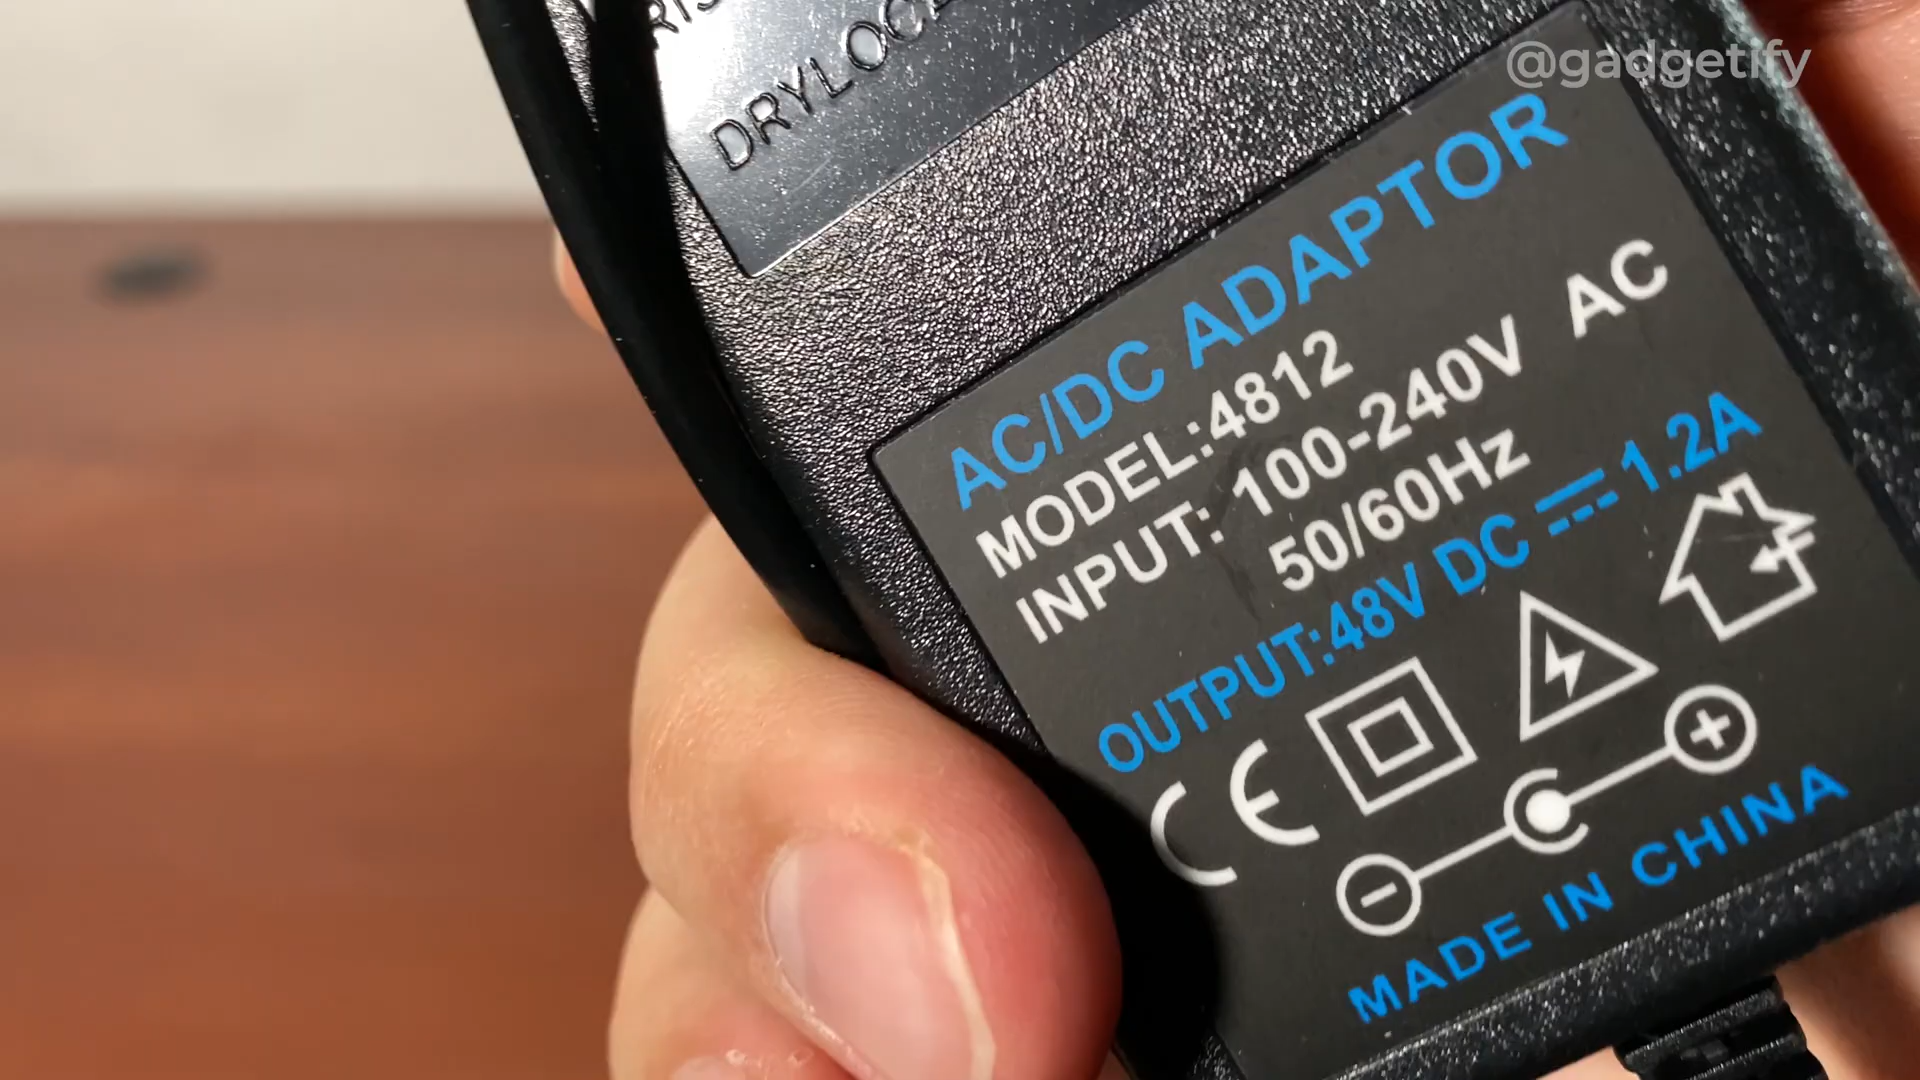 @gadgetify
AC/DC ADAPTOR
MODEL:4812
INPUT: 100-240V AC
50/60Hz
OUTPUT:48V DC 1.2A
CE
MADE IN CHINA